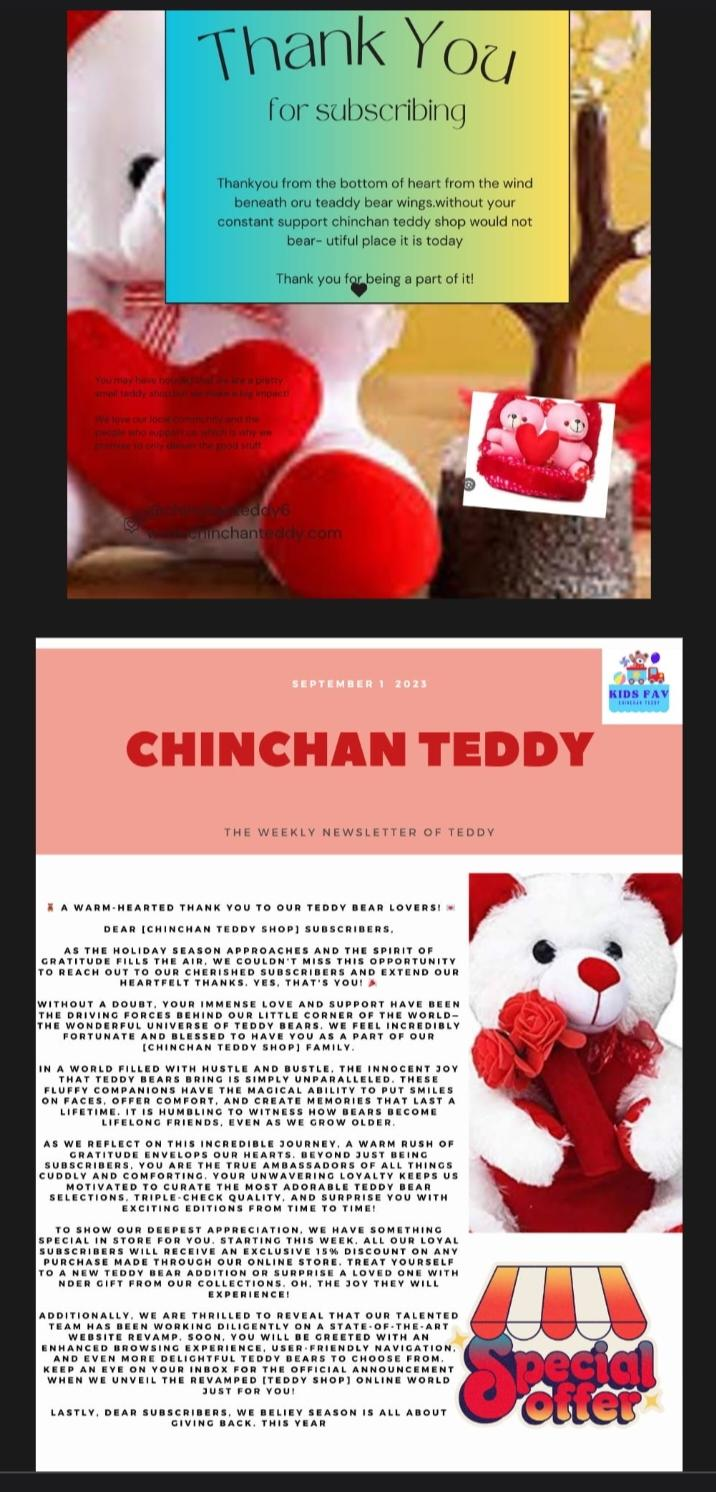 Thank You
for subscribing
Thankyou from the bottom of heart from the wind
beneath oru teaddy bear wings.without your
constant support chinchan teddy shop would not
bear- utiful place it is today
Thank you for being a part of it!
You may have noticed that we are a pretty
small teddy shop but we make a big impact!
We love our local community and the
people who support us, which is why we
promise to only deliver the good stuff.
@chinchanteddy6
chinchanteddy.com
SEPTEMBER 1 2023
KIDS FAV
CHINCHAN TEDDY
CHINCHAN TEDDY
THE WEEKLY NEWSLETTER OF TEDDY
🧸 A WARM-HEARTED THANK YOU TO OUR TEDDY BEAR LOVERS! 💌
DEAR [CHINCHAN TEDDY SHOP] SUBSCRIBERS,
AS THE HOLIDAY SEASON APPROACHES AND THE SPIRIT OF
GRATITUDE FILLS THE AIR, WE COULDN'T MISS THIS OPPORTUNITY
TO REACH OUT TO OUR CHERISHED SUBSCRIBERS AND EXTEND OUR
HEARTFELT THANKS. YES, THAT'S YOU! 🎉
WITHOUT A DOUBT, YOUR IMMENSE LOVE AND SUPPORT HAVE BEEN
THE DRIVING FORCES BEHIND OUR LITTLE CORNER OF THE WORLD—
THE WONDERFUL UNIVERSE OF TEDDY BEARS. WE FEEL INCREDIBLY
FORTUNATE AND BLESSED TO HAVE YOU AS A PART OF OUR
[CHINCHAN TEDDY SHOP] FAMILY.
IN A WORLD FILLED WITH HUSTLE AND BUSTLE, THE INNOCENT JOY
THAT TEDDY BEARS BRING IS SIMPLY UNPARALLELED. THESE
FLUFFY COMPANIONS HAVE THE MAGICAL ABILITY TO PUT SMILES
ON FACES, OFFER COMFORT, AND CREATE MEMORIES THAT LAST A
LIFETIME. IT IS HUMBLING TO WITNESS HOW BEARS BECOME
LIFELONG FRIENDS, EVEN AS WE GROW OLDER.
AS WE REFLECT ON THIS INCREDIBLE JOURNEY, A WARM RUSH OF
GRATITUDE ENVELOPS OUR HEARTS. BEYOND JUST BEING
SUBSCRIBERS, YOU ARE THE TRUE AMBASSADORS OF ALL THINGS
CUDDLY AND COMFORTING. YOUR UNWAVERING LOYALTY KEEPS US
MOTIVATED TO CURATE THE MOST ADORABLE TEDDY BEAR
SELECTIONS, TRIPLE-CHECK QUALITY, AND SURPRISE YOU WITH
EXCITING EDITIONS FROM TIME TO TIME!
TO SHOW OUR DEEPEST APPRECIATION, WE HAVE SOMETHING
SPECIAL IN STORE FOR YOU. STARTING THIS WEEK, ALL OUR LOYAL
SUBSCRIBERS WILL RECEIVE AN EXCLUSIVE 15% DISCOUNT ON ANY
PURCHASE MADE THROUGH OUR ONLINE STORE. TREAT YOURSELF
TO A NEW TEDDY BEAR ADDITION OR SURPRISE A LOVED ONE WITH
NDER GIFT FROM OUR COLLECTIONS. OH, THE JOY THEY WILL
EXPERIENCE!
ADDITIONALLY, WE ARE THRILLED TO REVEAL THAT OUR TALENTED
TEAM HAS BEEN WORKING DILIGENTLY ON A STATE-OF-THE-ART
WEBSITE REVAMP. SOON, YOU WILL BE GREETED WITH AN
ENHANCED BROWSING EXPERIENCE, USER-FRIENDLY NAVIGATION,
AND EVEN MORE DELIGHTFUL TEDDY BEARS TO CHOOSE FROM.
KEEP AN EYE ON YOUR INBOX FOR THE OFFICIAL ANNOUNCEMENT
WHEN WE UNVEIL THE REVAMPED [TEDDY SHOP] ONLINE WORLD
JUST FOR YOU!
LASTLY, DEAR SUBSCRIBERS, WE BELIEY SEASON IS ALL ABOUT
GIVING BACK. THIS YEAR
Special
offer